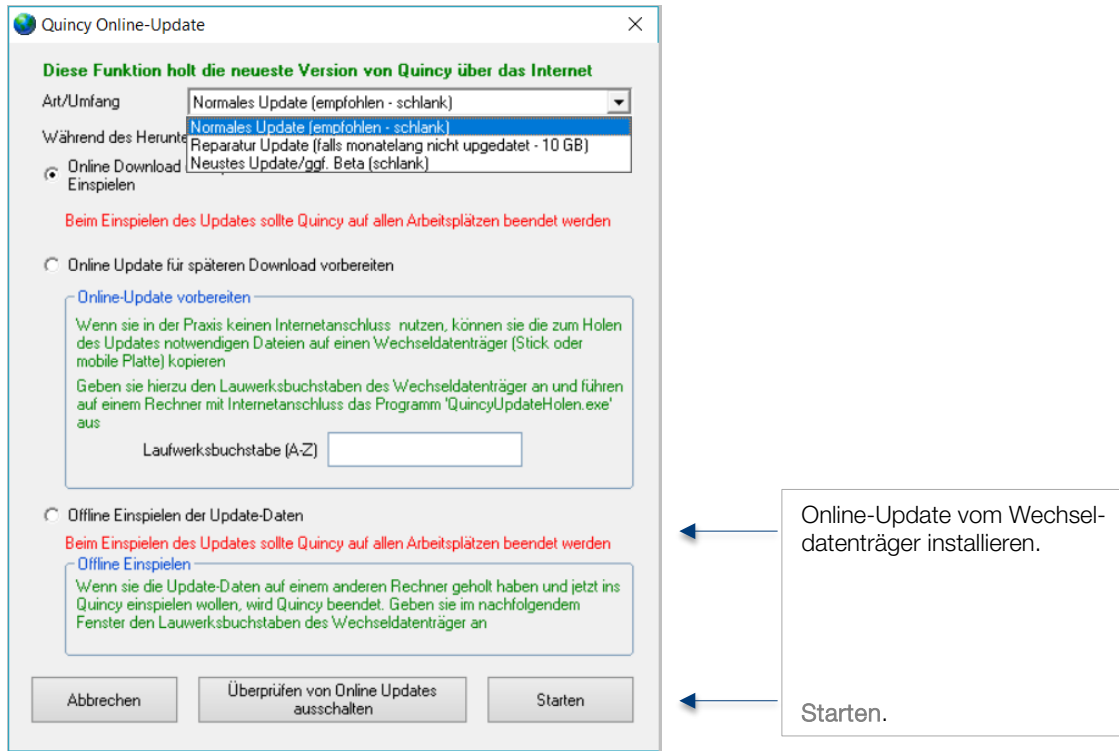 Quincy Online-Update
Diese Funktion holt die neueste Version von Quincy über das Internet
Art/Umfang
Normales Update (empfohlen - schlank)
Normales Update (empfohlen - schlank)
Reparatur Update (falls monatelang nicht upgedatet - 10 GB)
Neustes Update/ggf. Beta (schlank)
Während des Herunte
Online Download
Einspielen
Beim Einspielen des Updates sollte Quincy auf allen Arbeitsplätzen beendet werden
Online Update für späteren Download vorbereiten
Online-Update vorbereiten
Wenn sie in der Praxis keinen Internetanschluss nutzen, können sie die zum Holen
des Updates notwendigen Dateien auf einen Wechseldatenträger (Stick oder
mobile Platte) kopieren
Geben sie hierzu den Lauwerksbuchstaben des Wechseldatenträger an und führen
auf einem Rechner mit Internetanschluss das Programm 'QuincyUpdateHolen.exe'
aus
Laufwerksbuchstabe (A-Z)
Offline Einspielen der Update-Daten
Beim Einspielen des Updates sollte Quincy auf allen Arbeitsplätzen beendet werden
Offline Einspielen
Wenn sie die Update-Daten auf einem anderen Rechner geholt haben und jetzt ins
Quincy einspielen wollen, wird Quincy beendet. Geben sie im nachfolgendem
Fenster den Lauwerksbuchstaben des Wechseldatenträger an
Abbrechen
Überprüfen von Online Updates
ausschalten
Starten
Online-Update vom Wechsel-
datenträger installieren.
Starten.